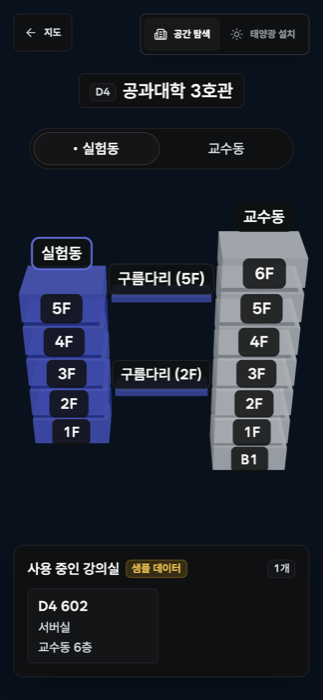 ← 지도
공간 탐색
태양광 설치
D4 공과대학 3호관
• 실험동
교수동
교수동
실험동
구름다리 (5F)
6F
5F
5F
4F
4F
구름다리 (2F)
3F
3F
2F
2F
1F
1F
B1
사용 중인 강의실 샘플 데이터 1개
D4 602
서버실
교수동 6층